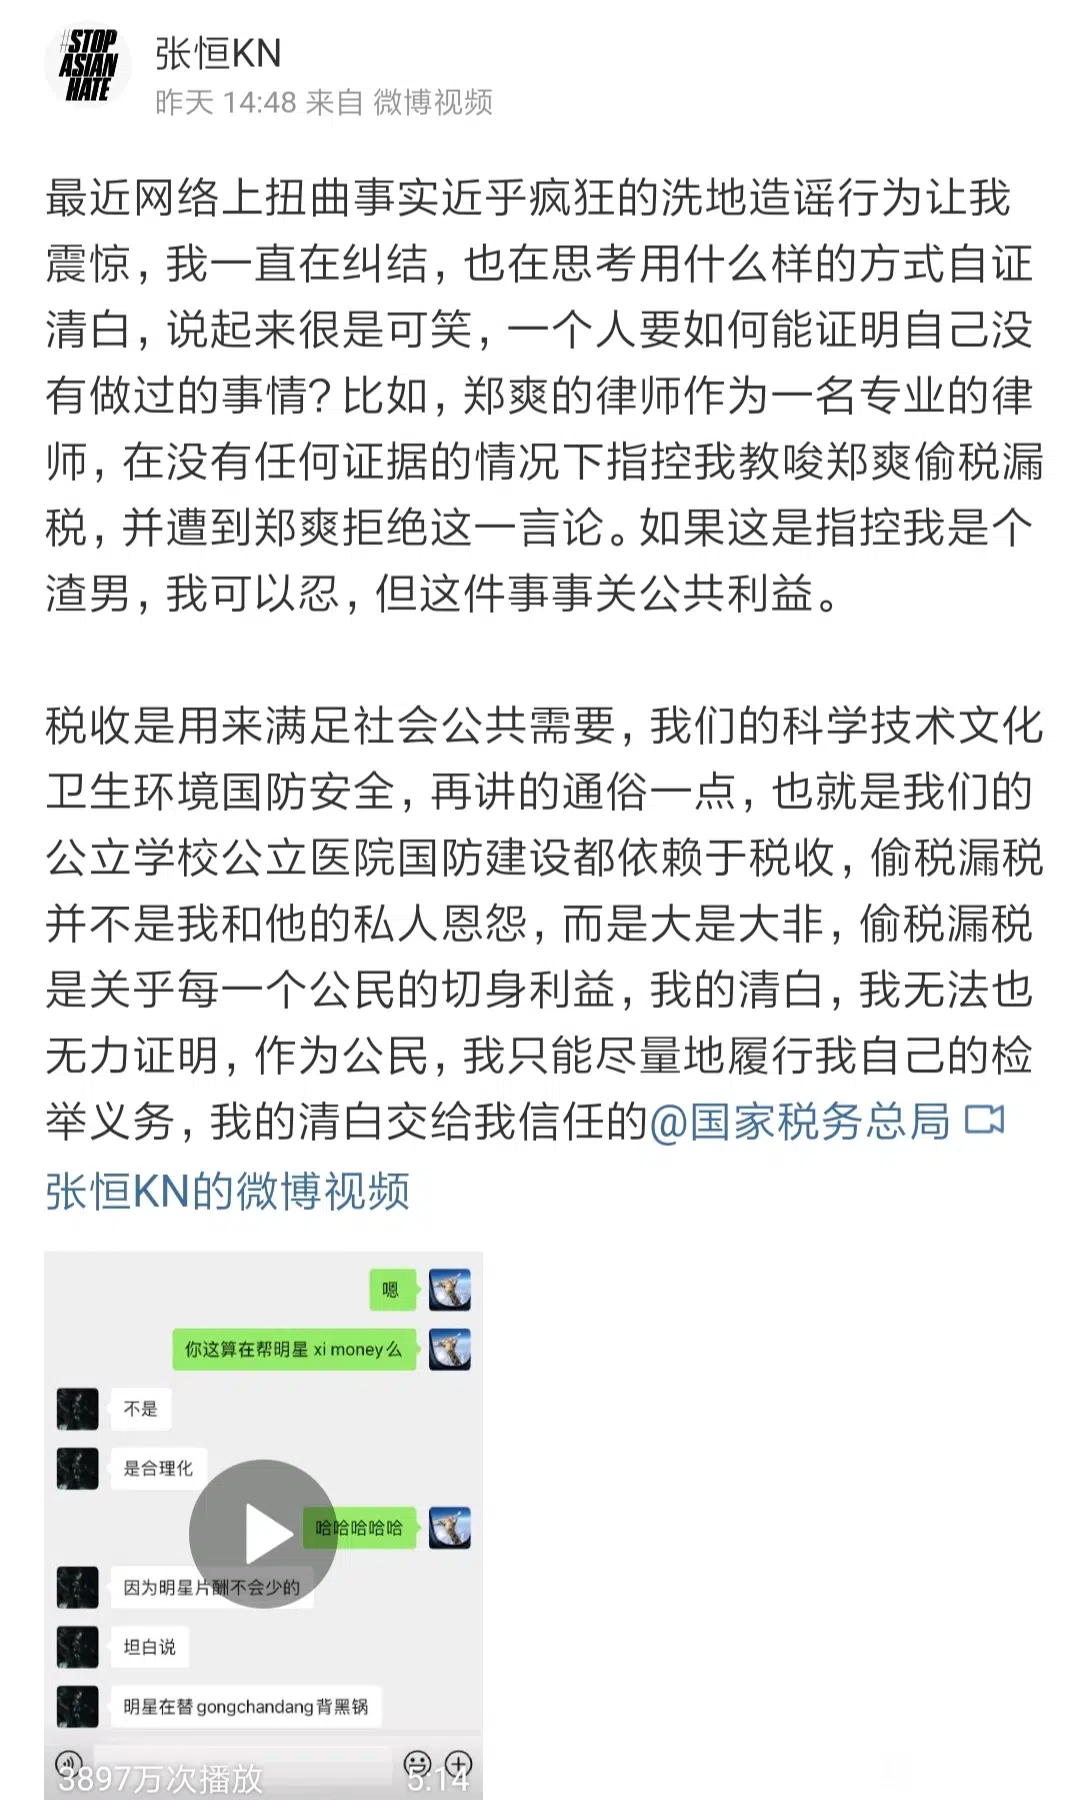 #STOP
ASIAN
HATE
张恒KN
昨天 14:48 来自 微博视频
最近网络上扭曲事实近乎疯狂的洗地造谣行为让我
震惊，我一直在纠结，也在思考用什么样的方式自证
清白，说起来很是可笑，一个人要如何能证明自己没
有做过的事情？比如，郑爽的律师作为一名专业的律
师，在没有任何证据的情况下指控我教唆郑爽偷税漏
税，并遭到郑爽拒绝这一言论。如果这是指控我是个
渣男，我可以忍，但这件事事关公共利益。
税收是用来满足社会公共需要，我们的科学技术文化
卫生环境国防安全，再讲的通俗一点，也就是我们的
公立学校公立医院国防建设都依赖于税收，偷税漏税
并不是我和他的私人恩怨，而是大是大非，偷税漏税
是关乎每一个公民的切身利益，我的清白，我无法也
无力证明，作为公民，我只能尽量地履行我自己的检
举义务，我的清白交给我信任的@国家税务总局
张恒KN的微博视频
嗯
你这算在帮明星 xi money么
不是
是合理化
哈哈哈哈哈
因为明星片酬不会少的
坦白说
明星在替gongchandang背黑锅
3897万次播放
5:14